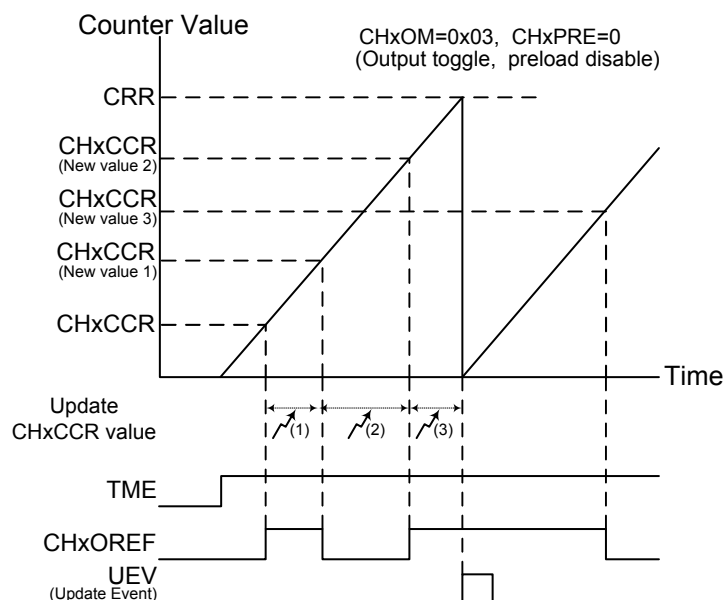 Counter Value
CHxOM=0x03, CHxPRE=0
(Output toggle, preload disable)
CRR
CHxCCR
(New value 2)
CHxCCR
(New value 3)
CHxCCR
(New value 1)
CHxCCR
Time
Update
CHxCCR value
(1)
(2)
(3)
TME
CHxOREF
UEV
(Update Event)